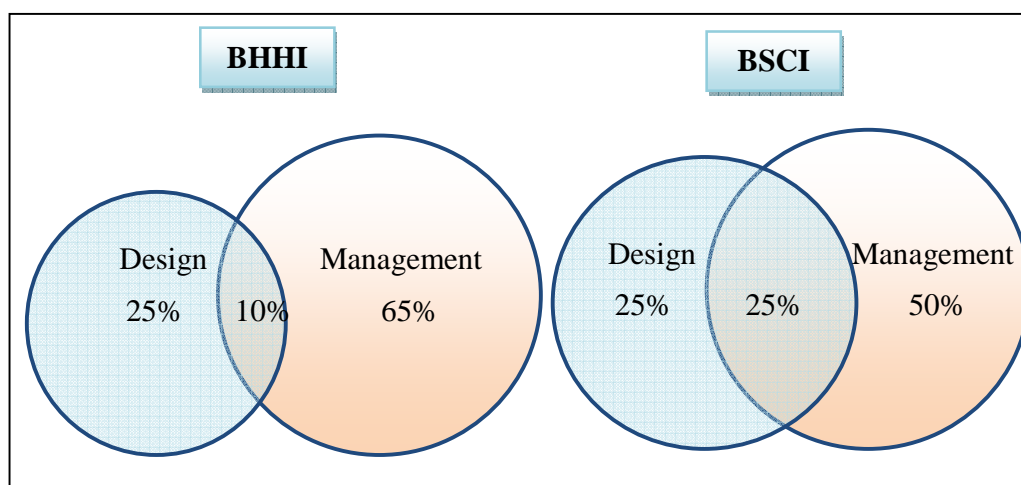 BHHI
BSCI
Design
Management
25%
10%
65%
Design
Management
25%
25%
50%